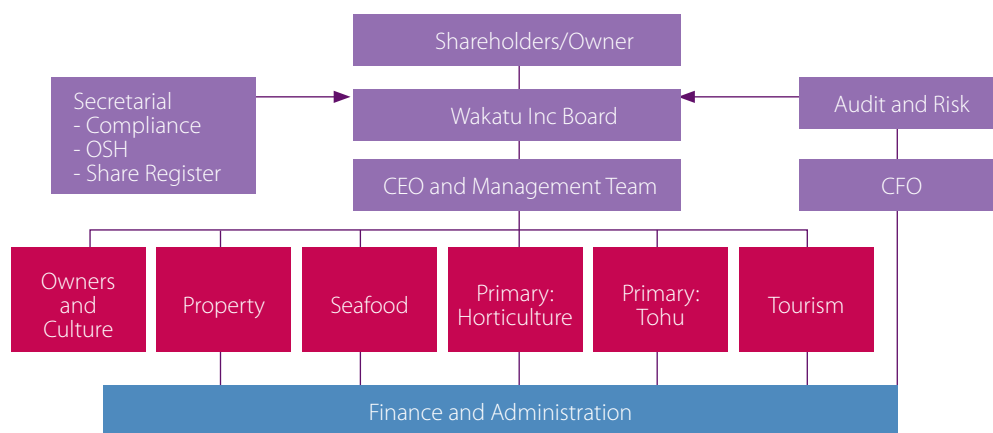 Shareholders/Owner
Secretarial
- Compliance
- OSH
- Share Register
Wakatu Inc Board
Audit and Risk
CEO and Management Team
CFO
Owners
and
Culture
Property
Seafood
Primary:
Horticulture
Primary:
Tohu
Tourism
Finance and Administration